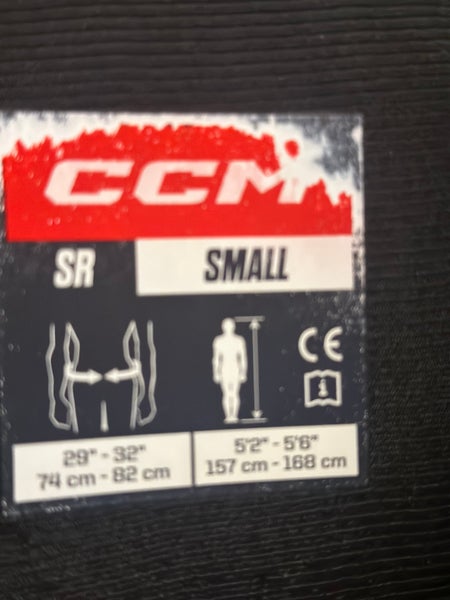 CCM
SR SMALL
CE
29" - 32"
74 cm - 82 cm
5'2" - 5'6"
157 cm - 168 cm